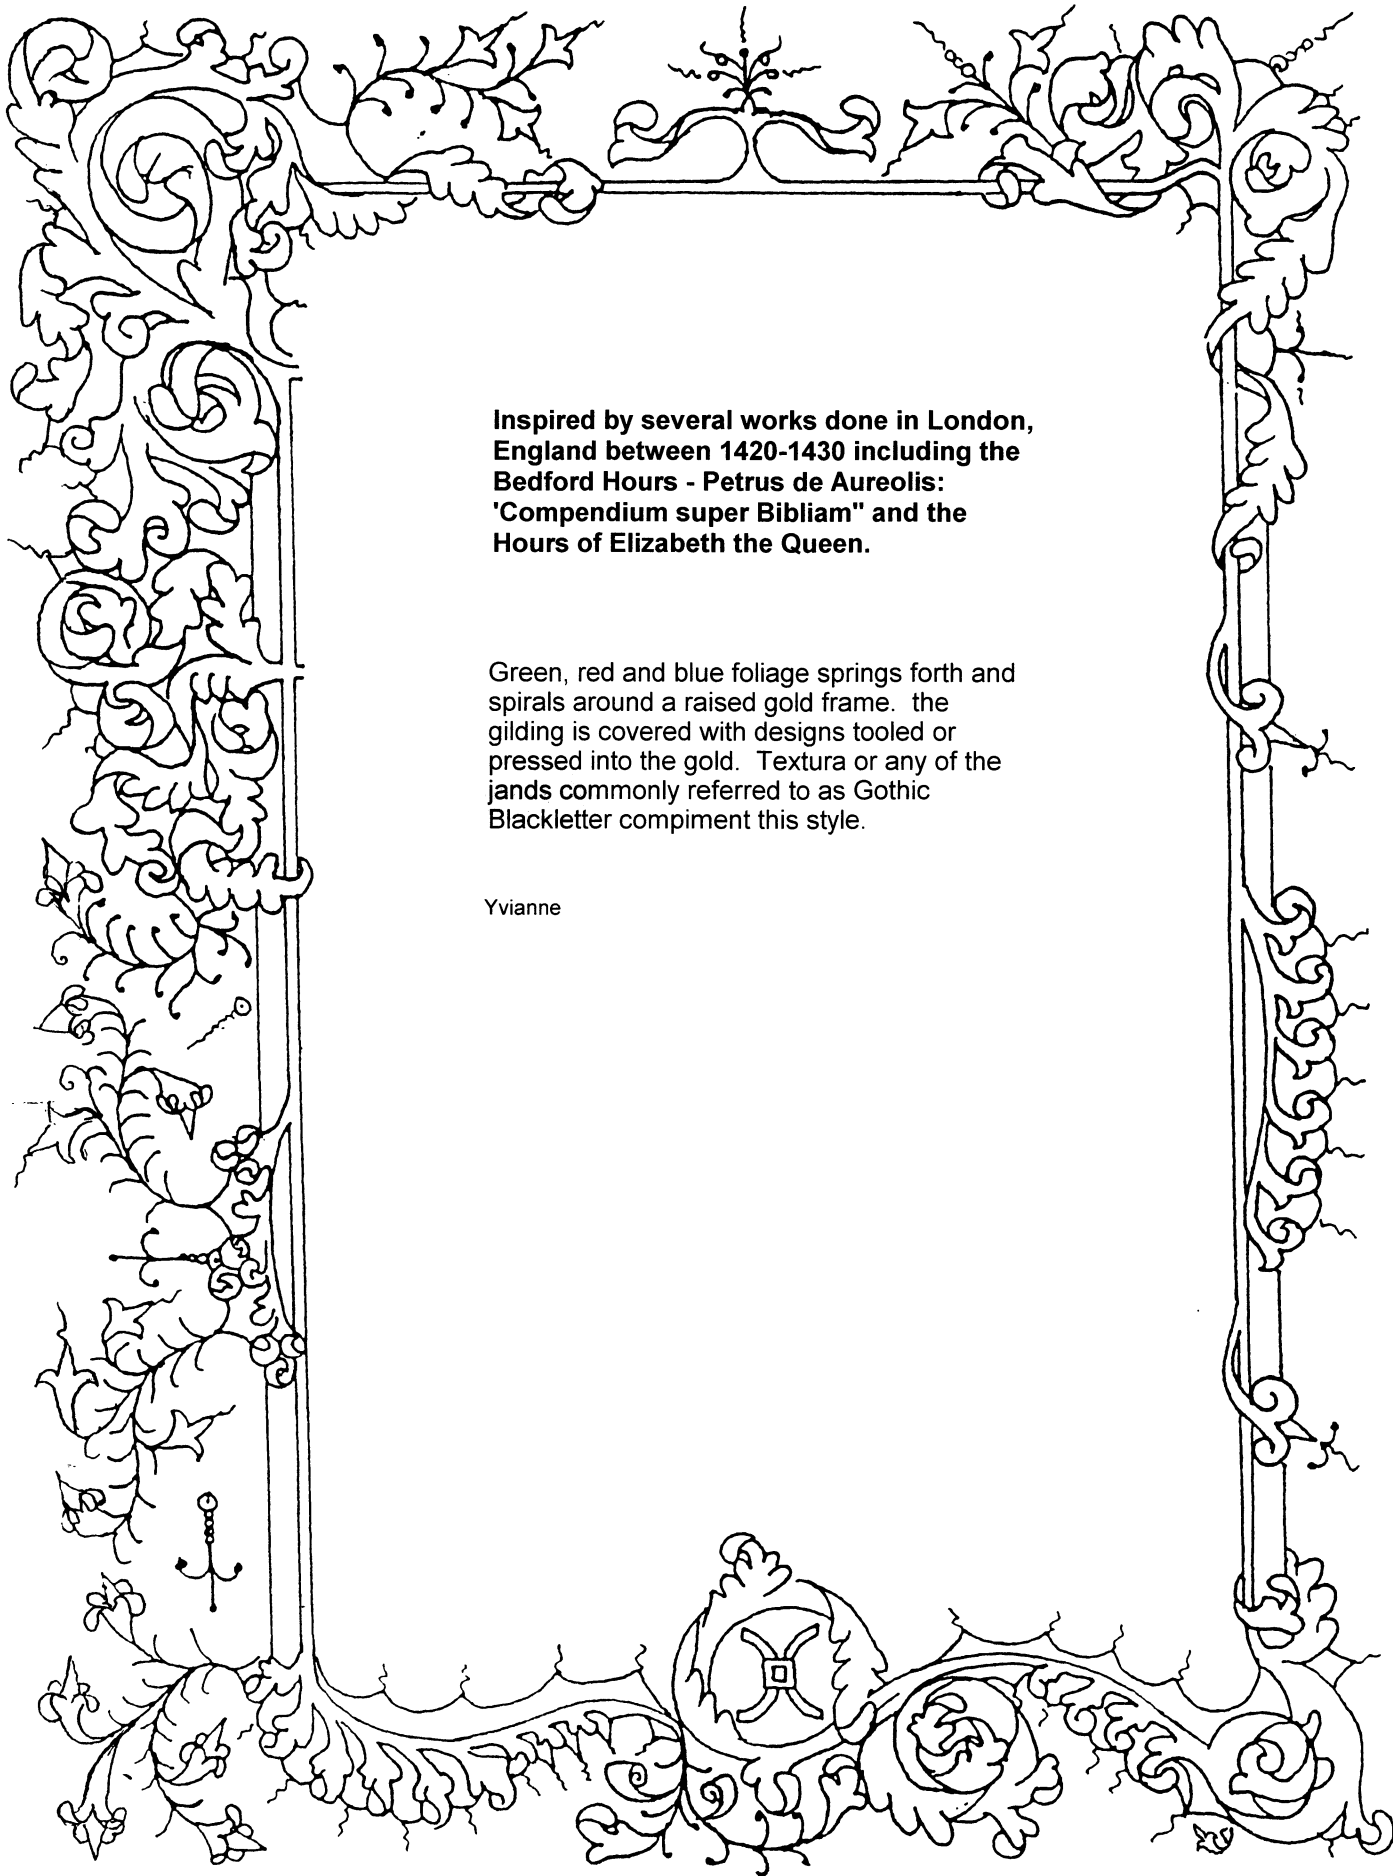 Inspired by several works done in London,
England between 1420-1430 including the
Bedford Hours - Petrus de Aureolis:
'Compendium super Bibliam" and the
Hours of Elizabeth the Queen.
Green, red and blue foliage springs forth and
spirals around a raised gold frame.  the
gilding is covered with designs tooled or
pressed into the gold.  Textura or any of the
jands commonly referred to as Gothic
Blackletter compiment this style.
Yvianne